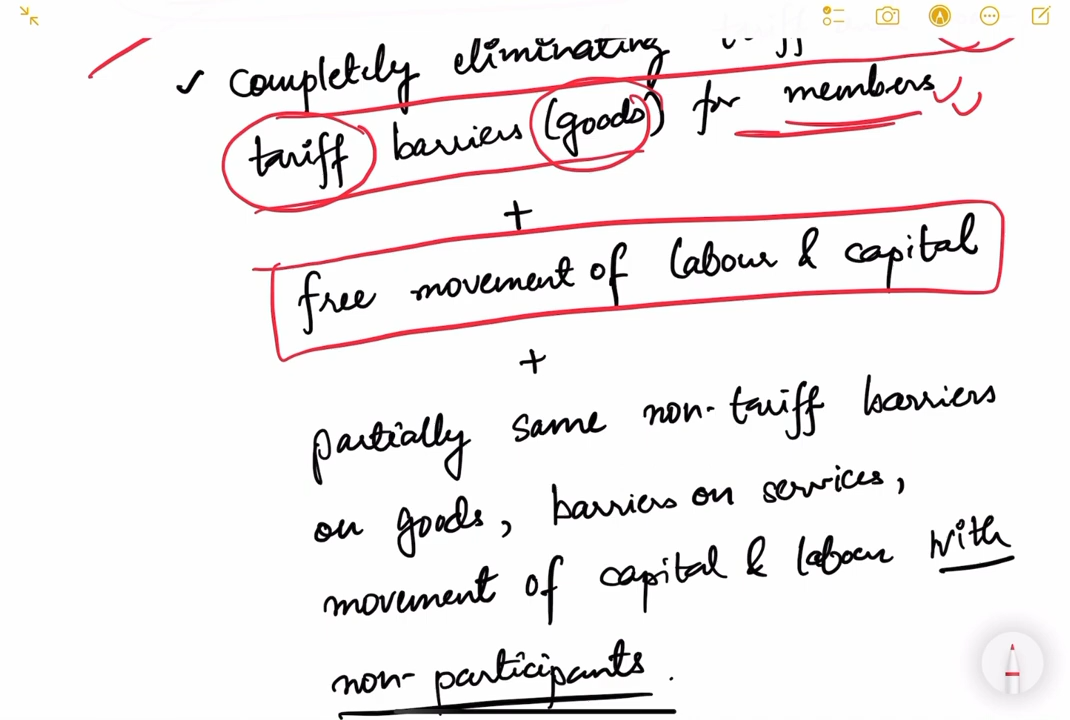 ✓ completely eliminating
tariff barriers (goods) for members
+
free movement of labour & capital
+
partially same non-tariff barriers
on goods, barriers on services,
movement of capital & labour with
non-participants.